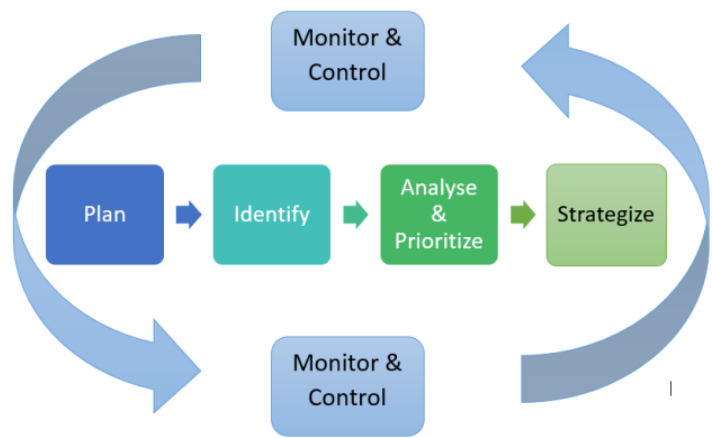 Monitor &
Control
Plan
Identify
Analyse
&
Prioritize
Strategize
Monitor &
Control